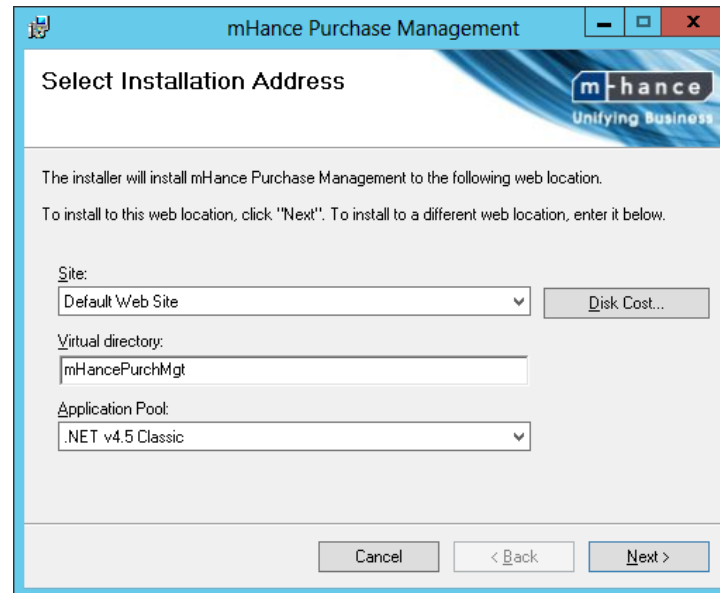 mHance Purchase Management
Select Installation Address
m-hance
Unifying Business
The installer will install mHance Purchase Management to the following web location.
To install to this web location, click "Next". To install to a different web location, enter it below.
Site:
Default Web Site
Disk Cost...
Virtual directory:
mHancePurchMgt
Application Pool:
.NET v4.5 Classic
Cancel
< Back
Next >